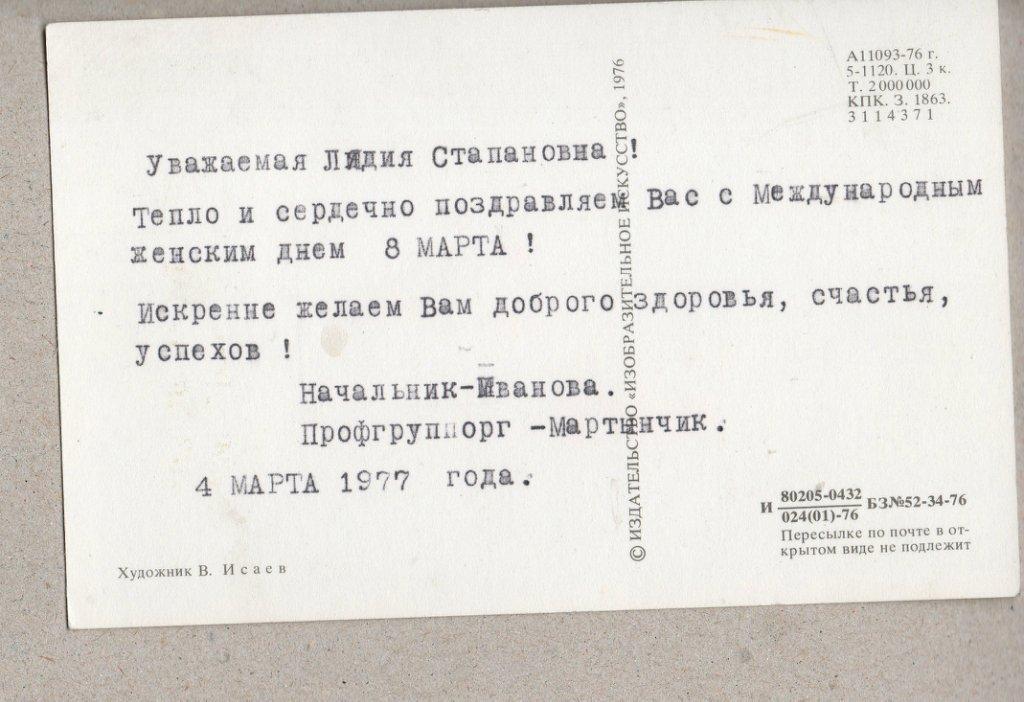 А11093-76 г.
5-1120. Ц. 3 к.
Т. 2000000
КПК. З. 1863.
3114371
Уважаемая Лидия Стапановна !
Тепло и сердечно поздравляем Вас с Международным
женским днем 8 МАРТА !
Искренне желаем Вам доброго здоровья, счастья,
успехов !
Начальник-Иванова.
Профгруппорг -Мартынчик.
4 МАРТА 1977 года.
© ИЗДАТЕЛЬСТВО «ИЗОБРАЗИТЕЛЬНОЕ ИСКУССТВО», 1976
И 80205-0432 БЗ№52-34-76
024(01)-76
Пересылке по почте в от-
крытом виде не подлежит
Художник В. Исаев